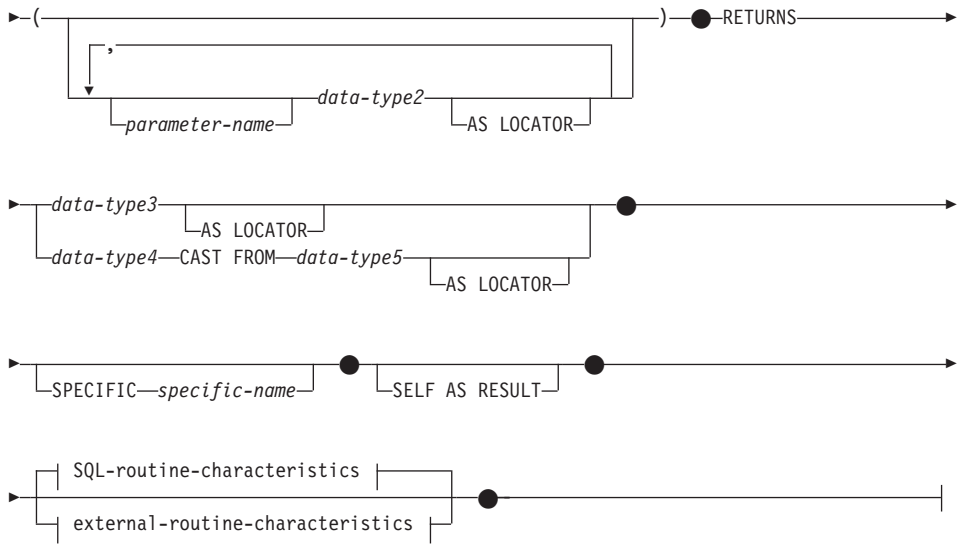 ( ) RETURNS
,
data-type2
parameter-name AS LOCATOR
data-type3
AS LOCATOR
data-type4 CAST FROM data-type5
AS LOCATOR
SPECIFIC specific-name SELF AS RESULT
SQL-routine-characteristics
external-routine-characteristics